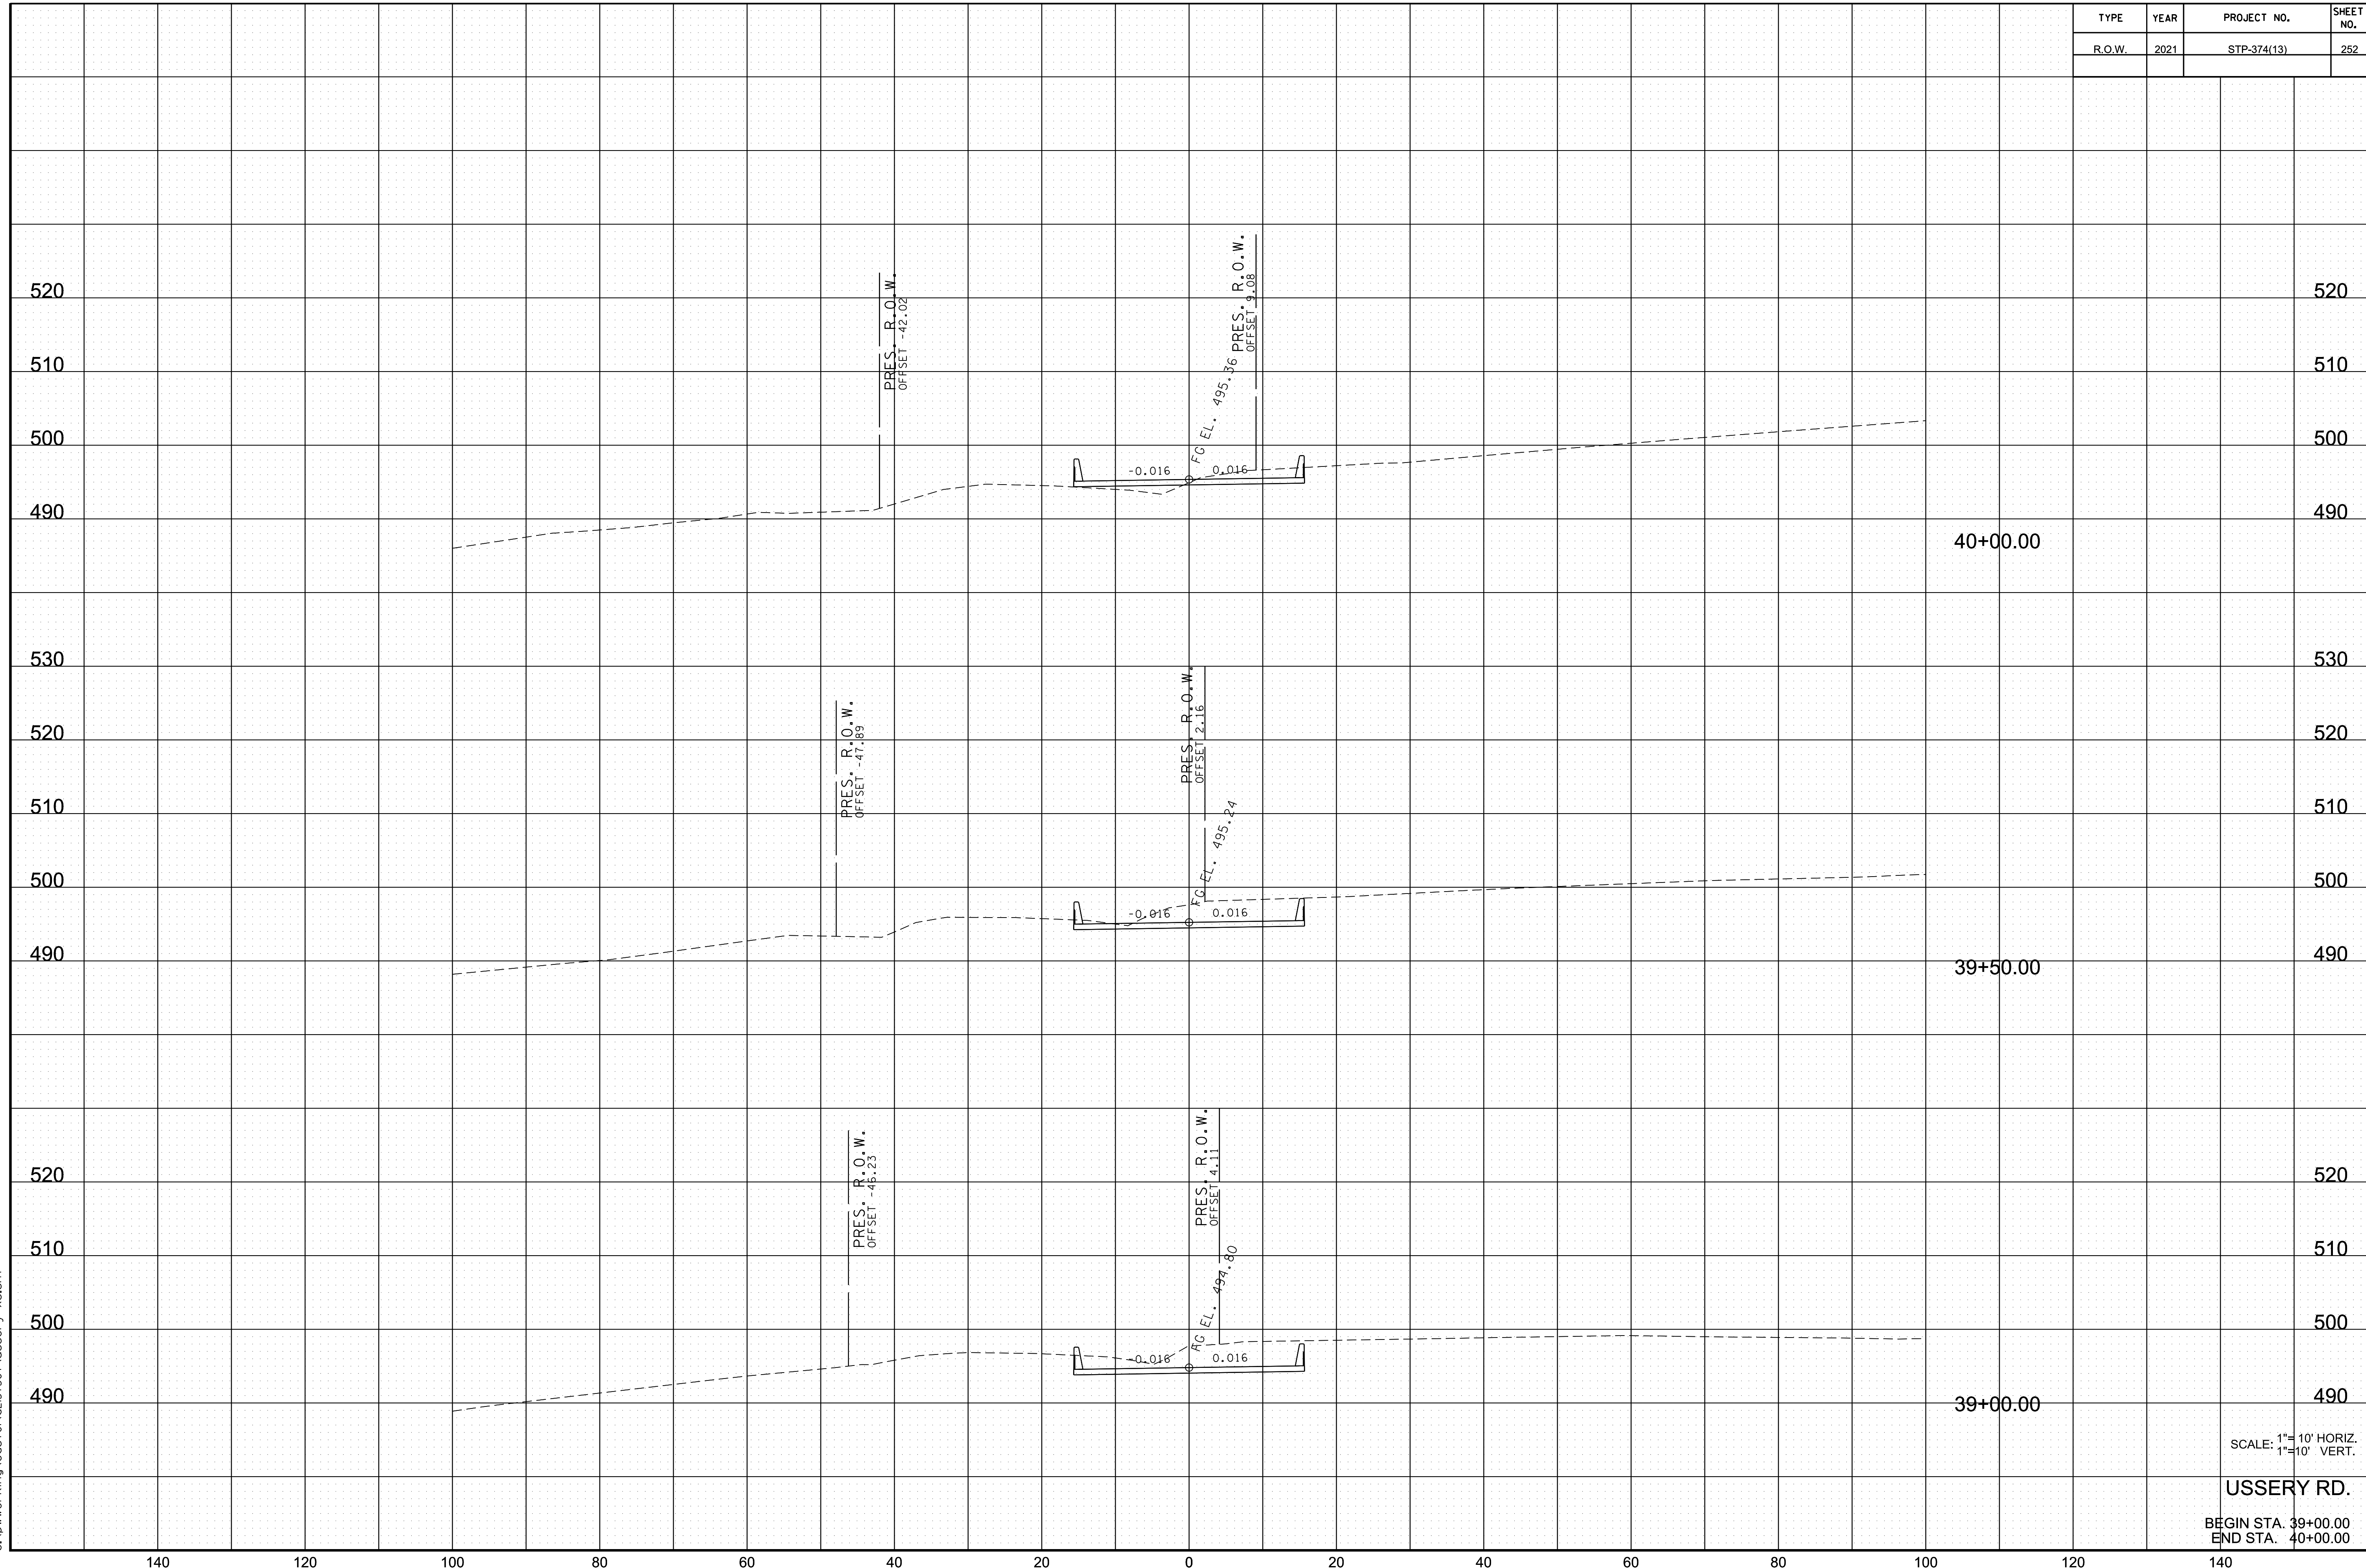 TYPE YEAR PROJECT NO. SHEET NO.
R.O.W. 2021 STP-374(13) 252
PRES. R.O.W.
OFFSET -42.02
PRES. R.O.W.
OFFSET 9.08
FG EL. 495.36
520 520
510 510
500 500
-0.016 0.016
490 490
40+00.00
530 530
PRES. R.O.W.
OFFSET -47.89
PRES. R.O.W.
OFFSET 2.16
FG EL. 495.24
520 520
510 510
500 500
-0.016 0.016
490 490
39+50.00
PRES. R.O.W.
OFFSET -46.23
PRES. R.O.W.
OFFSET 4.11
FG EL. 494.80
520 520
510 510
500 500
-0.016 0.016
490 490
39+00.00
SCALE: 1"= 10' HORIZ.
1"=10' VERT.
USSERY RD.
BEGIN STA. 39+00.00
END STA. 40+00.00
140 120 100 80 60 40 20 0 20 40 60 80 100 120 140